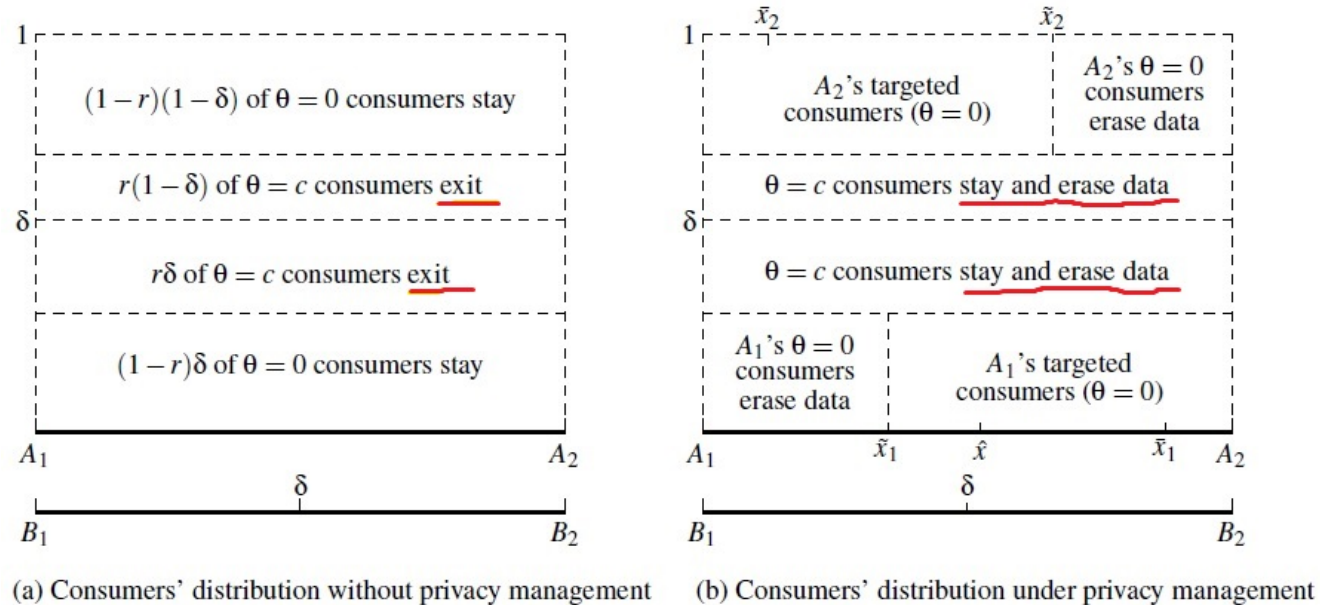 1
(1−r)(1−δ) of θ = 0 consumers stay
r(1−δ) of θ = c consumers exit
δ
rδ of θ = c consumers exit
(1−r)δ of θ = 0 consumers stay
A₁ A₂
δ
B₁ B₂
(a) Consumers’ distribution without privacy management
x̄₂ x̃₂
1
A₂’s targeted
consumers (θ = 0)
A₂’s θ = 0
consumers
erase data
θ = c consumers stay and erase data
δ
θ = c consumers stay and erase data
A₁’s θ = 0
consumers
erase data
A₁’s targeted
consumers (θ = 0)
A₁ x̃₁ x̂ x̄₁ A₂
δ
B₁ B₂
(b) Consumers’ distribution under privacy management